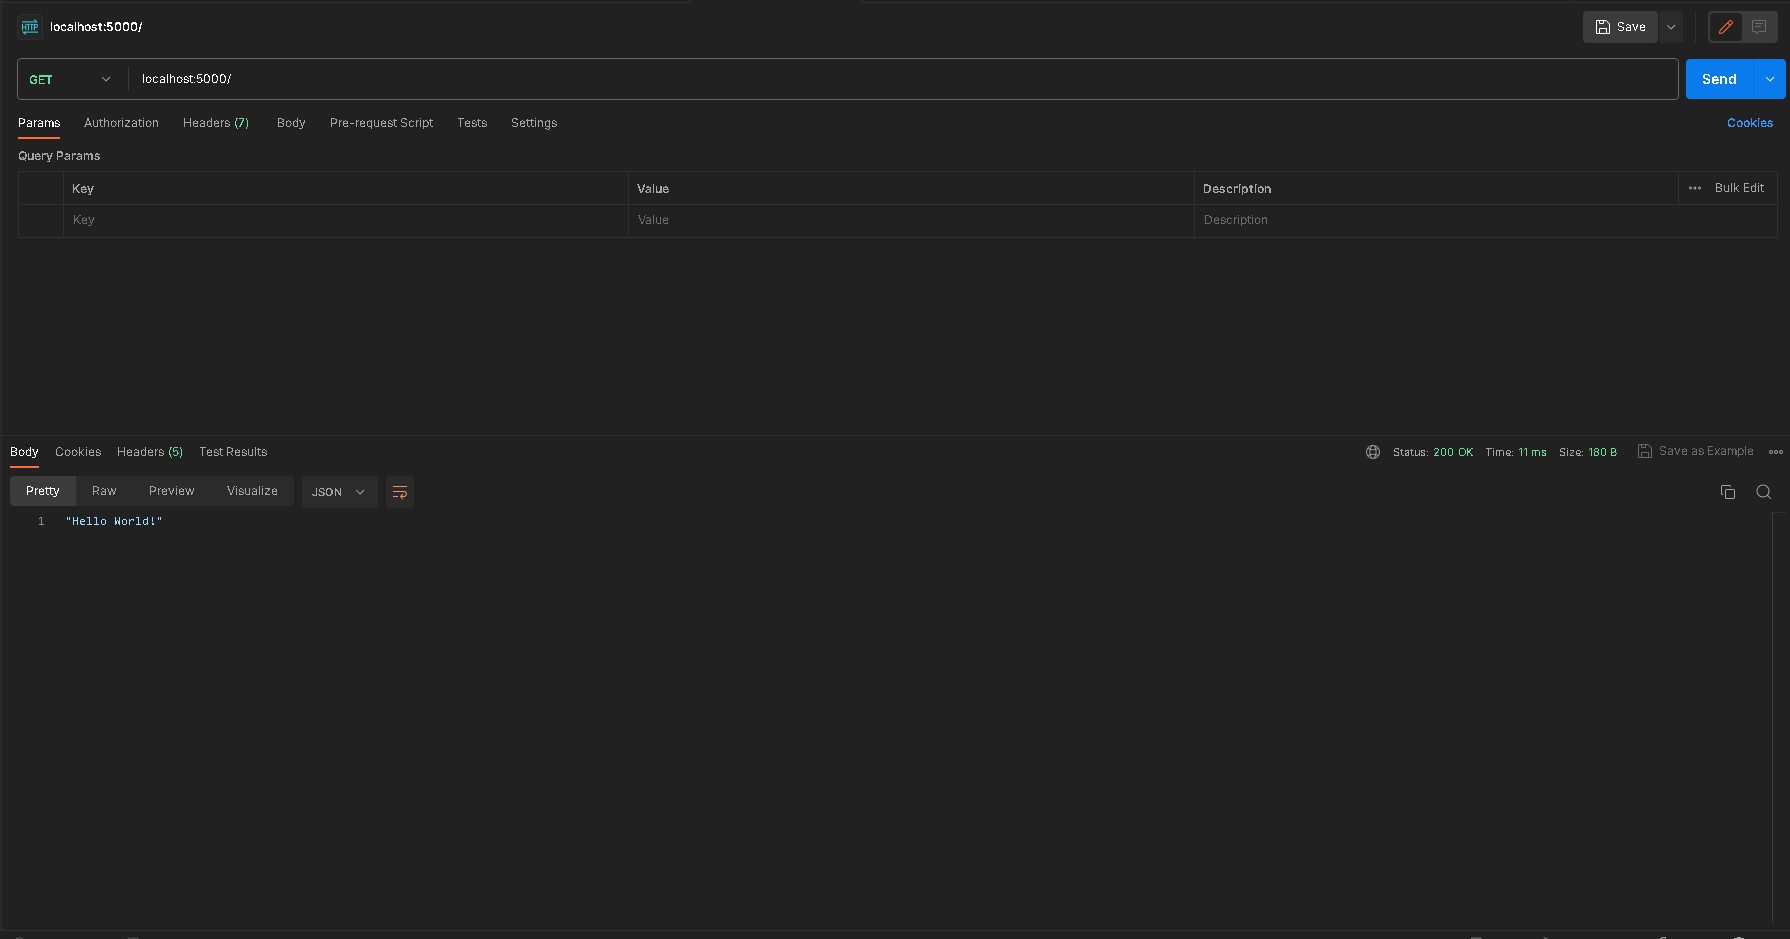 HTTP localhost:5000/ Save
GET localhost:5000/ Send
Params Authorization Headers (7) Body Pre-request Script Tests Settings Cookies
Query Params
Key Value Description ••• Bulk Edit
Key Value Description
Body Cookies Headers (5) Test Results Status: 200 OK Time: 11 ms Size: 180 B Save as Example
Pretty Raw Preview Visualize JSON
1 "Hello World!"